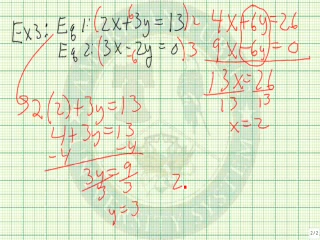 Ex3: Eq 1: (2x+3y=13)2
Eq 2: (3x-2y=0)3
4x+6y=26
9x-6y=0
13x=26
13 13
x=2
2(2)+3y=13
4+3y=13
-4 -4
3y=9
3 3
y=3
2.
2/2